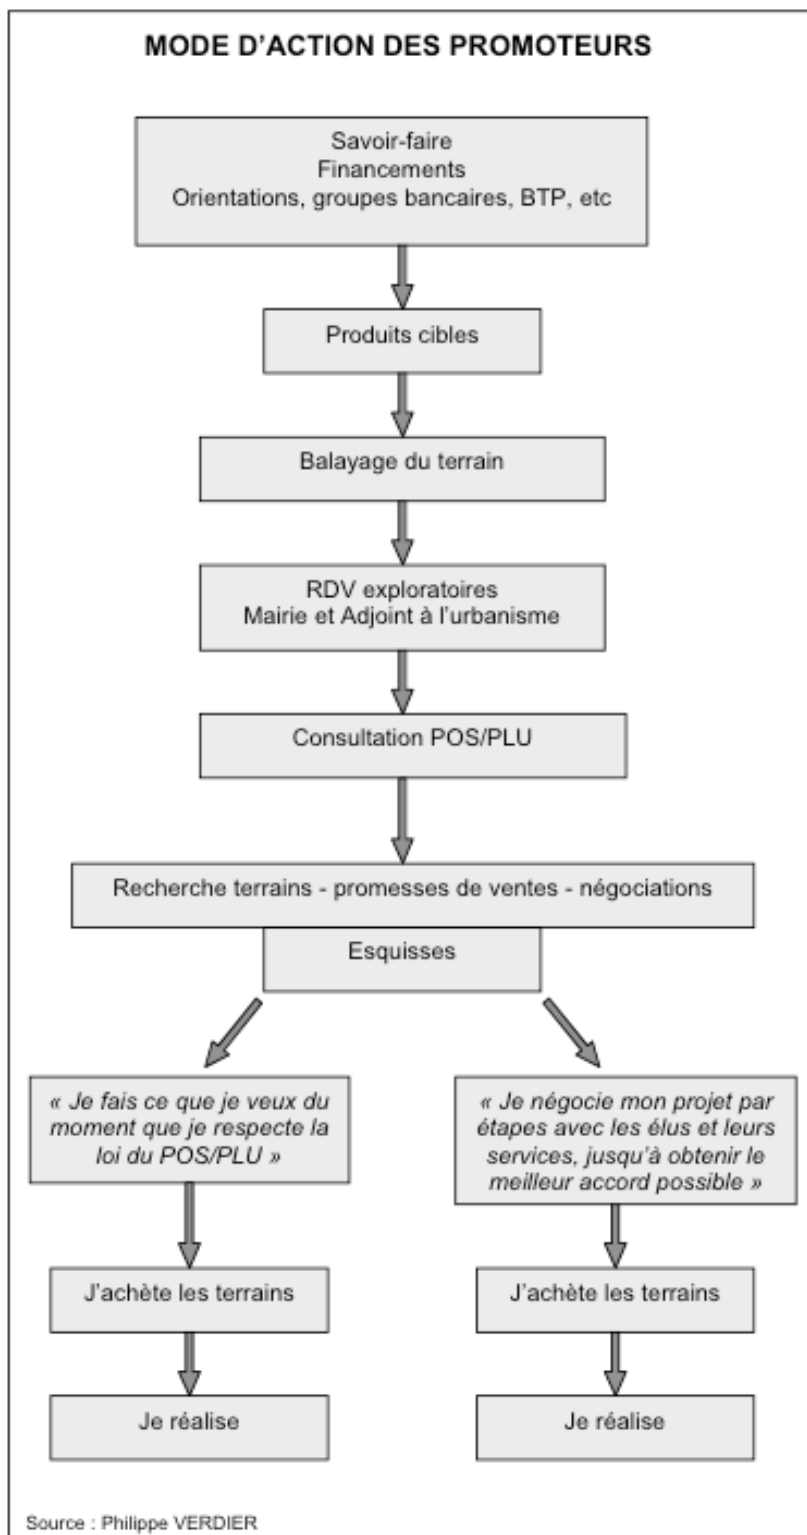 MODE D'ACTION DES PROMOTEURS
Savoir-faire
Financements
Orientations, groupes bancaires, BTP, etc
Produits cibles
Balayage du terrain
RDV exploratoires
Mairie et Adjoint à l'urbanisme
Consultation POS/PLU
Recherche terrains - promesses de ventes - négociations
Esquisses
« Je fais ce que je veux du
moment que je respecte la
loi du POS/PLU »
« Je négocie mon projet par
étapes avec les élus et leurs
services, jusqu'à obtenir le
meilleur accord possible »
J'achète les terrains
J'achète les terrains
Je réalise
Je réalise
Source : Philippe VERDIER